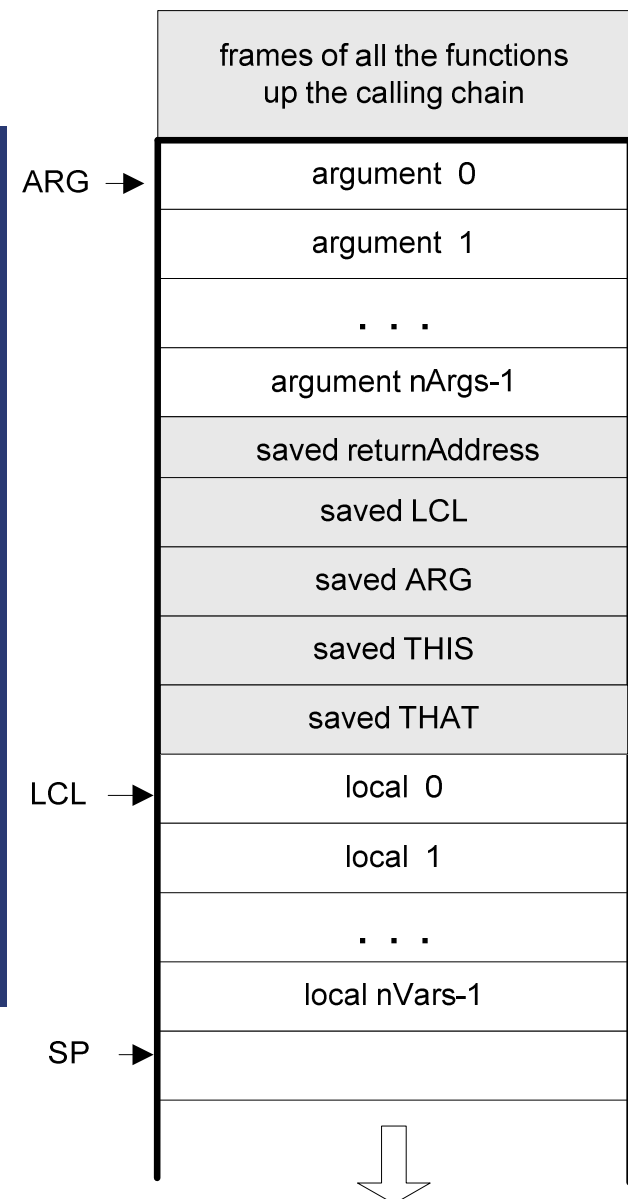 frames of all the functions
up the calling chain
ARG
argument 0
argument 1
. . .
argument nArgs-1
saved returnAddress
saved LCL
saved ARG
saved THIS
saved THAT
LCL
local 0
local 1
. . .
local nVars-1
SP